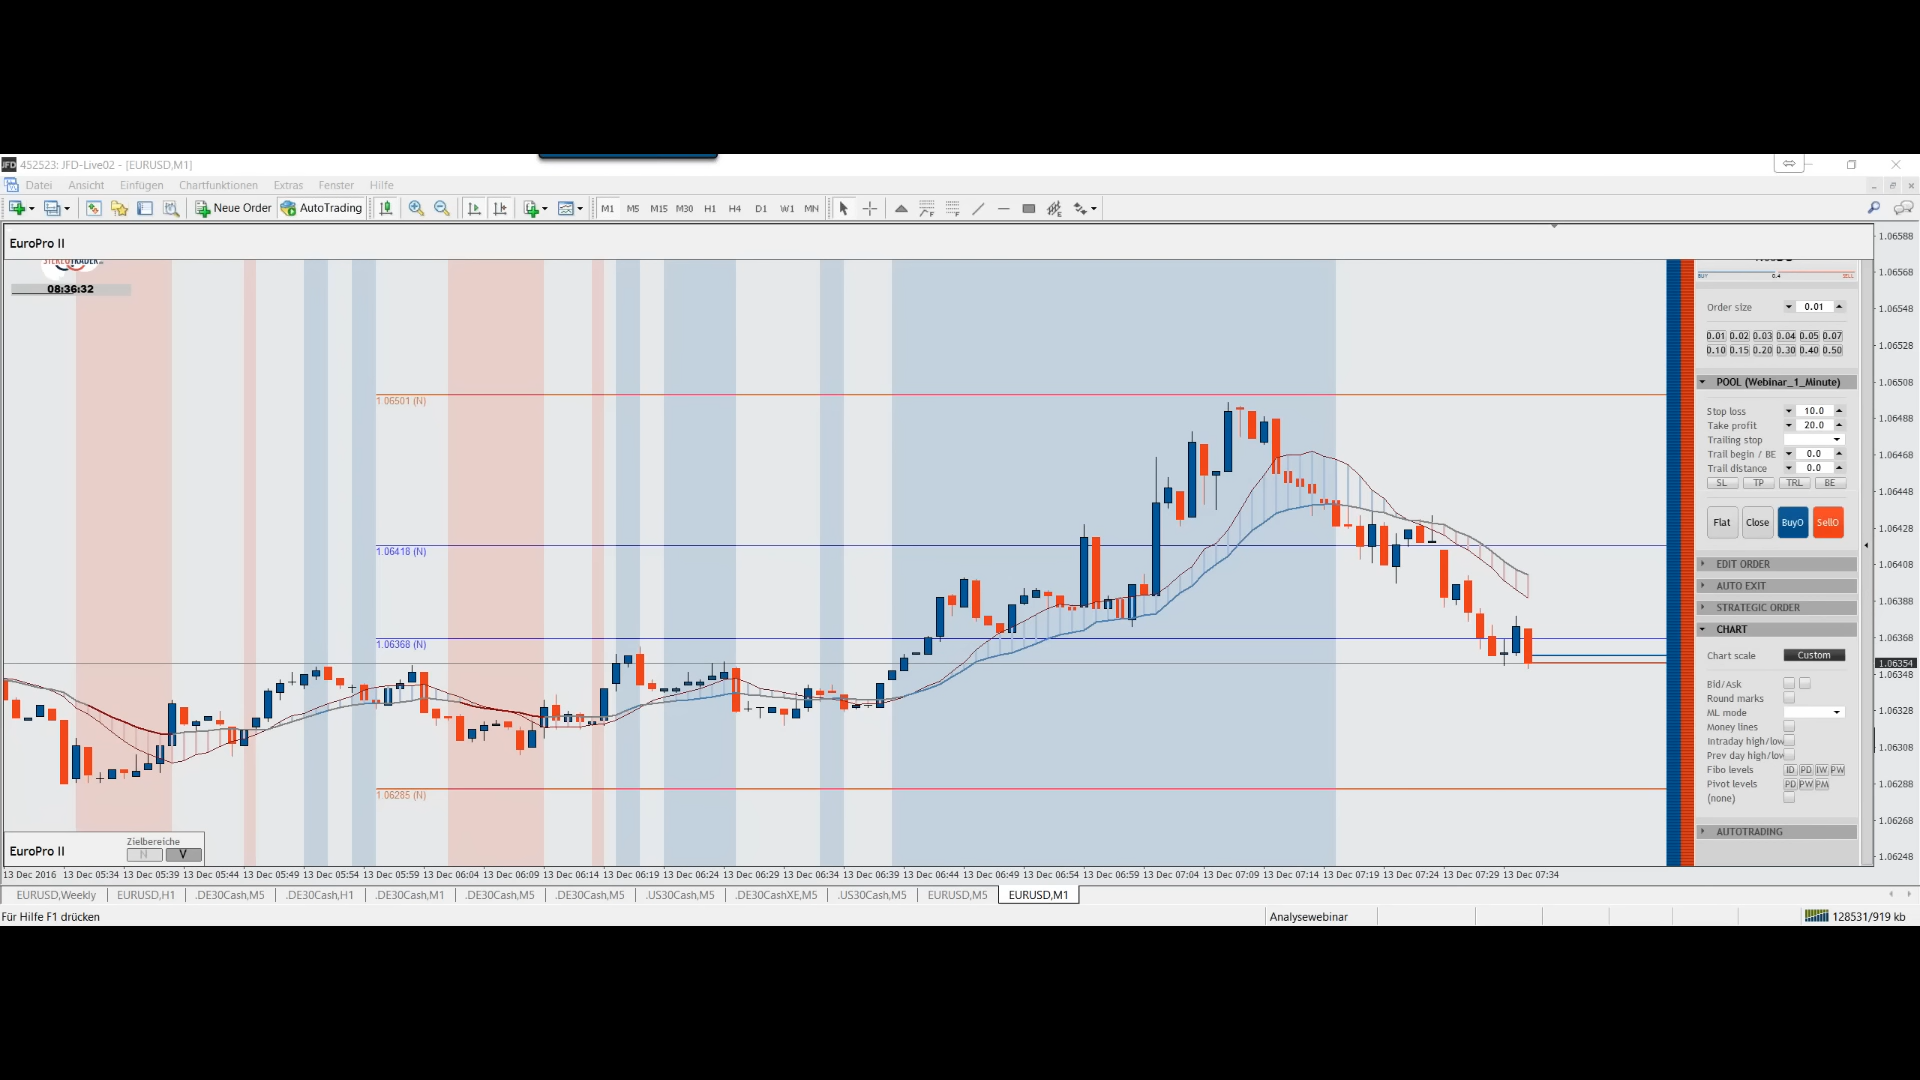 452523: JFD-Live02 - [EURUSD,M1]
Datei Ansicht Einfügen Chartfunktionen Extras Fenster Hilfe
Neue Order AutoTrading M1 M5 M15 M30 H1 H4 D1 W1 MN
EuroPro II
08:36:32
1.06501 (N)
1.06418 (N)
1.06368 (N)
1.06285 (N)
EuroPro II
Zielbereiche
N V
BUY 0.4 SELL
Order size 0.01
0.01 0.02 0.03 0.04 0.05 0.07
0.10 0.15 0.20 0.30 0.40 0.50
POOL (Webinar_1_Minute)
Stop loss 10.0
Take profit 20.0
Trailing stop
Trail begin / BE 0.0
Trail distance 0.0
SL TP TRL BE
Flat Close BuyO SellO
EDIT ORDER
AUTO EXIT
STRATEGIC ORDER
CHART
Chart scale Custom
Bid/Ask
Round marks
ML mode
Money lines
Intraday high/low
Prev day high/low
Fibo levels ID PD IW PW
Pivot levels PD PW PM
(none)
AUTOTRADING
1.06588
1.06568
1.06548
1.06528
1.06508
1.06488
1.06468
1.06448
1.06428
1.06408
1.06388
1.06368
1.06354
1.06348
1.06328
1.06308
1.06288
1.06268
1.06248
13 Dec 2016 13 Dec 05:34 13 Dec 05:39 13 Dec 05:44 13 Dec 05:49 13 Dec 05:54 13 Dec 05:59 13 Dec 06:04 13 Dec 06:09 13 Dec 06:14 13 Dec 06:19 13 Dec 06:24 13 Dec 06:29 13 Dec 06:34 13 Dec 06:39 13 Dec 06:44 13 Dec 06:49 13 Dec 06:54 13 Dec 06:59 13 Dec 07:04 13 Dec 07:09 13 Dec 07:14 13 Dec 07:19 13 Dec 07:24 13 Dec 07:29 13 Dec 07:34
EURUSD,Weekly EURUSD,H1 .DE30Cash,M5 .DE30Cash,H1 .DE30Cash,M1 .DE30Cash,M5 .DE30Cash,M5 .US30Cash,M5 .DE30CashXE,M5 .US30Cash,M5 EURUSD,M5 EURUSD,M1
Für Hilfe F1 drücken Analysewebinar 128531/919 kb